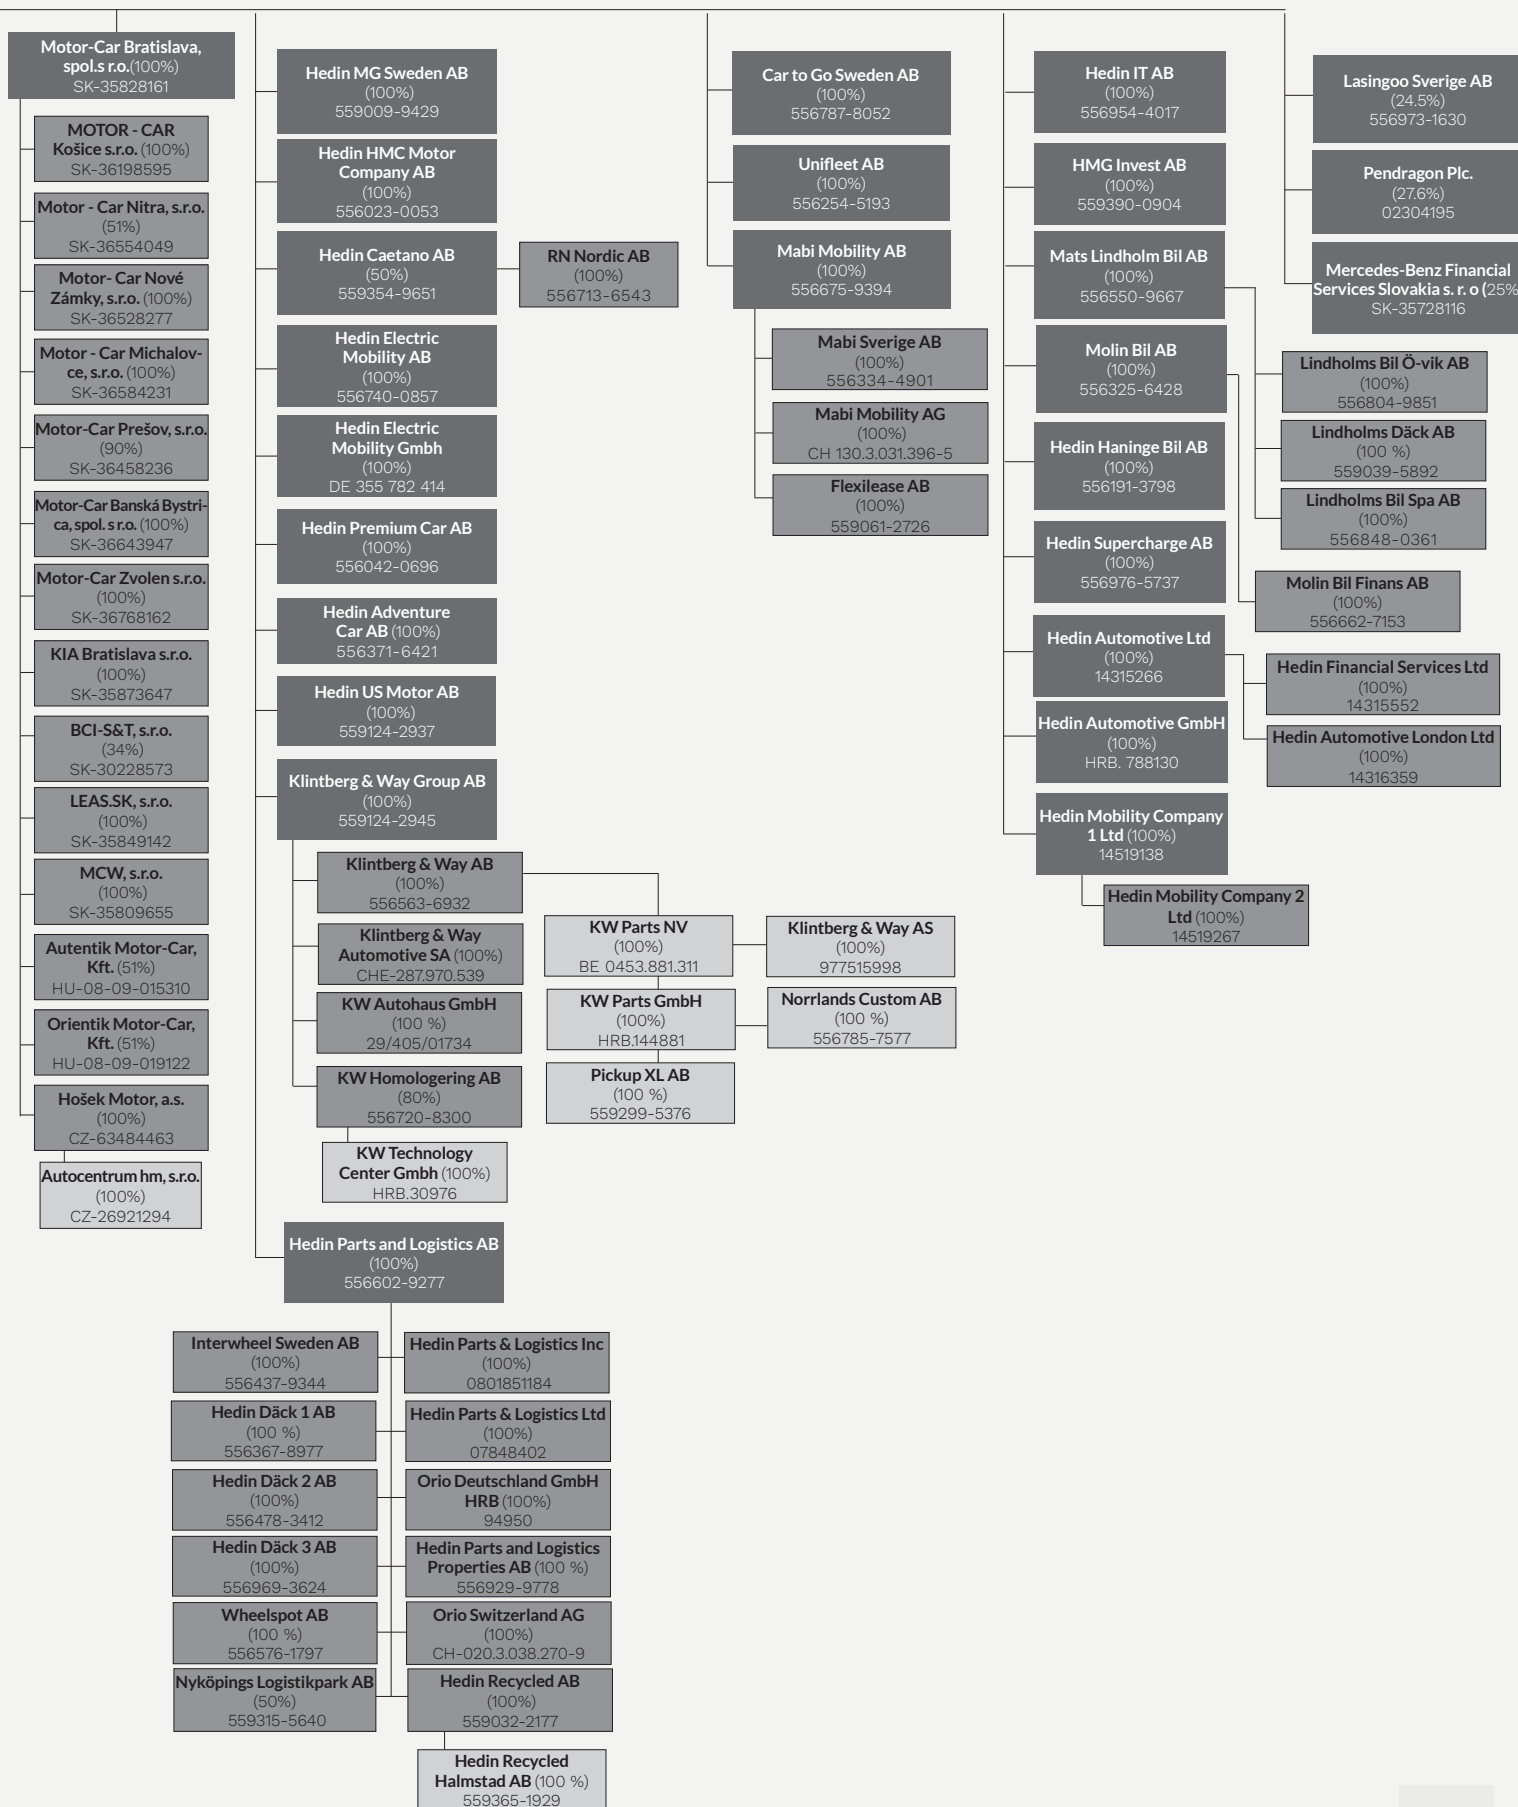 Motor-Car Bratislava,
spol.s r.o.(100%)
SK-35828161
MOTOR - CAR
Košice s.r.o. (100%)
SK-36198595
Motor - Car Nitra, s.r.o.
(51%)
SK-36554049
Motor- Car Nové
Zámky, s.r.o. (100%)
SK-36528277
Motor - Car Michalov-
ce, s.r.o. (100%)
SK-36584231
Motor-Car Prešov, s.r.o.
(90%)
SK-36458236
Motor-Car Banská Bystri-
ca, spol. s r.o. (100%)
SK-36643947
Motor-Car Zvolen s.r.o.
(100%)
SK-36768162
KIA Bratislava s.r.o.
(100%)
SK-35873647
BCI-S&T, s.r.o.
(34%)
SK-30228573
LEAS.SK, s.r.o.
(100%)
SK-35849142
MCW, s.r.o.
(100%)
SK-35809655
Autentik Motor-Car,
Kft. (51%)
HU-08-09-015310
Orientik Motor-Car,
Kft. (51%)
HU-08-09-019122
Hošek Motor, a.s.
(100%)
CZ-63484463
Autocentrum hm, s.r.o.
(100%)
CZ-26921294
Hedin MG Sweden AB
(100%)
559009-9429
Hedin HMC Motor
Company AB
(100%)
556023-0053
Hedin Caetano AB
(50%)
559354-9651
RN Nordic AB
(100%)
556713-6543
Hedin Electric
Mobility AB
(100%)
556740-0857
Hedin Electric
Mobility Gmbh
(100%)
DE 355 782 414
Hedin Premium Car AB
(100%)
556042-0696
Hedin Adventure
Car AB (100%)
556371-6421
Hedin US Motor AB
(100%)
559124-2937
Klintberg & Way Group AB
(100%)
559124-2945
Klintberg & Way AB
(100%)
556563-6932
Klintberg & Way
Automotive SA (100%)
CHE-287.970.539
KW Autohaus GmbH
(100 %)
29/405/01734
KW Homologering AB
(80%)
556720-8300
KW Technology
Center Gmbh (100%)
HRB.30976
KW Parts NV
(100%)
BE 0453.881.311
Klintberg & Way AS
(100%)
977515998
KW Parts GmbH
(100%)
HRB.144881
Norrlands Custom AB
(100 %)
556785-7577
Pickup XL AB
(100 %)
559299-5376
Hedin Parts and Logistics AB
(100%)
556602-9277
Interwheel Sweden AB
(100%)
556437-9344
Hedin Däck 1 AB
(100 %)
556367-8977
Hedin Däck 2 AB
(100%)
556478-3412
Hedin Däck 3 AB
(100%)
556969-3624
Wheelspot AB
(100 %)
556576-1797
Nyköpings Logistikpark AB
(50%)
559315-5640
Hedin Parts & Logistics Inc
(100%)
0801851184
Hedin Parts & Logistics Ltd
(100%)
07848402
Orio Deutschland GmbH
HRB (100%)
94950
Hedin Parts and Logistics
Properties AB (100 %)
556929-9778
Orio Switzerland AG
(100%)
CH-020.3.038.270-9
Hedin Recycled AB
(100%)
559032-2177
Hedin Recycled
Halmstad AB (100 %)
559365-1929
Car to Go Sweden AB
(100%)
556787-8052
Unifleet AB
(100%)
556254-5193
Mabi Mobility AB
(100%)
556675-9394
Mabi Sverige AB
(100%)
556334-4901
Mabi Mobility AG
(100%)
CH 130.3.031.396-5
Flexilease AB
(100%)
559061-2726
Hedin IT AB
(100%)
556954-4017
HMG Invest AB
(100%)
559390-0904
Mats Lindholm Bil AB
(100%)
556550-9667
Molin Bil AB
(100%)
556325-6428
Hedin Haninge Bil AB
(100%)
556191-3798
Hedin Supercharge AB
(100%)
556976-5737
Hedin Automotive Ltd
(100%)
14315266
Hedin Automotive GmbH
(100%)
HRB. 788130
Hedin Mobility Company
1 Ltd (100%)
14519138
Hedin Mobility Company 2
Ltd (100%)
14519267
Lasingoo Sverige AB
(24.5%)
556973-1630
Pendragon Plc.
(27.6%)
02304195
Mercedes-Benz Financial
Services Slovakia s. r. o (25%
SK-35728116
Lindholms Bil Ö-vik AB
(100%)
556804-9851
Lindholms Däck AB
(100 %)
559039-5892
Lindholms Bil Spa AB
(100%)
556848-0361
Molin Bil Finans AB
(100%)
556662-7153
Hedin Financial Services Ltd
(100%)
14315552
Hedin Automotive London Ltd
(100%)
14316359